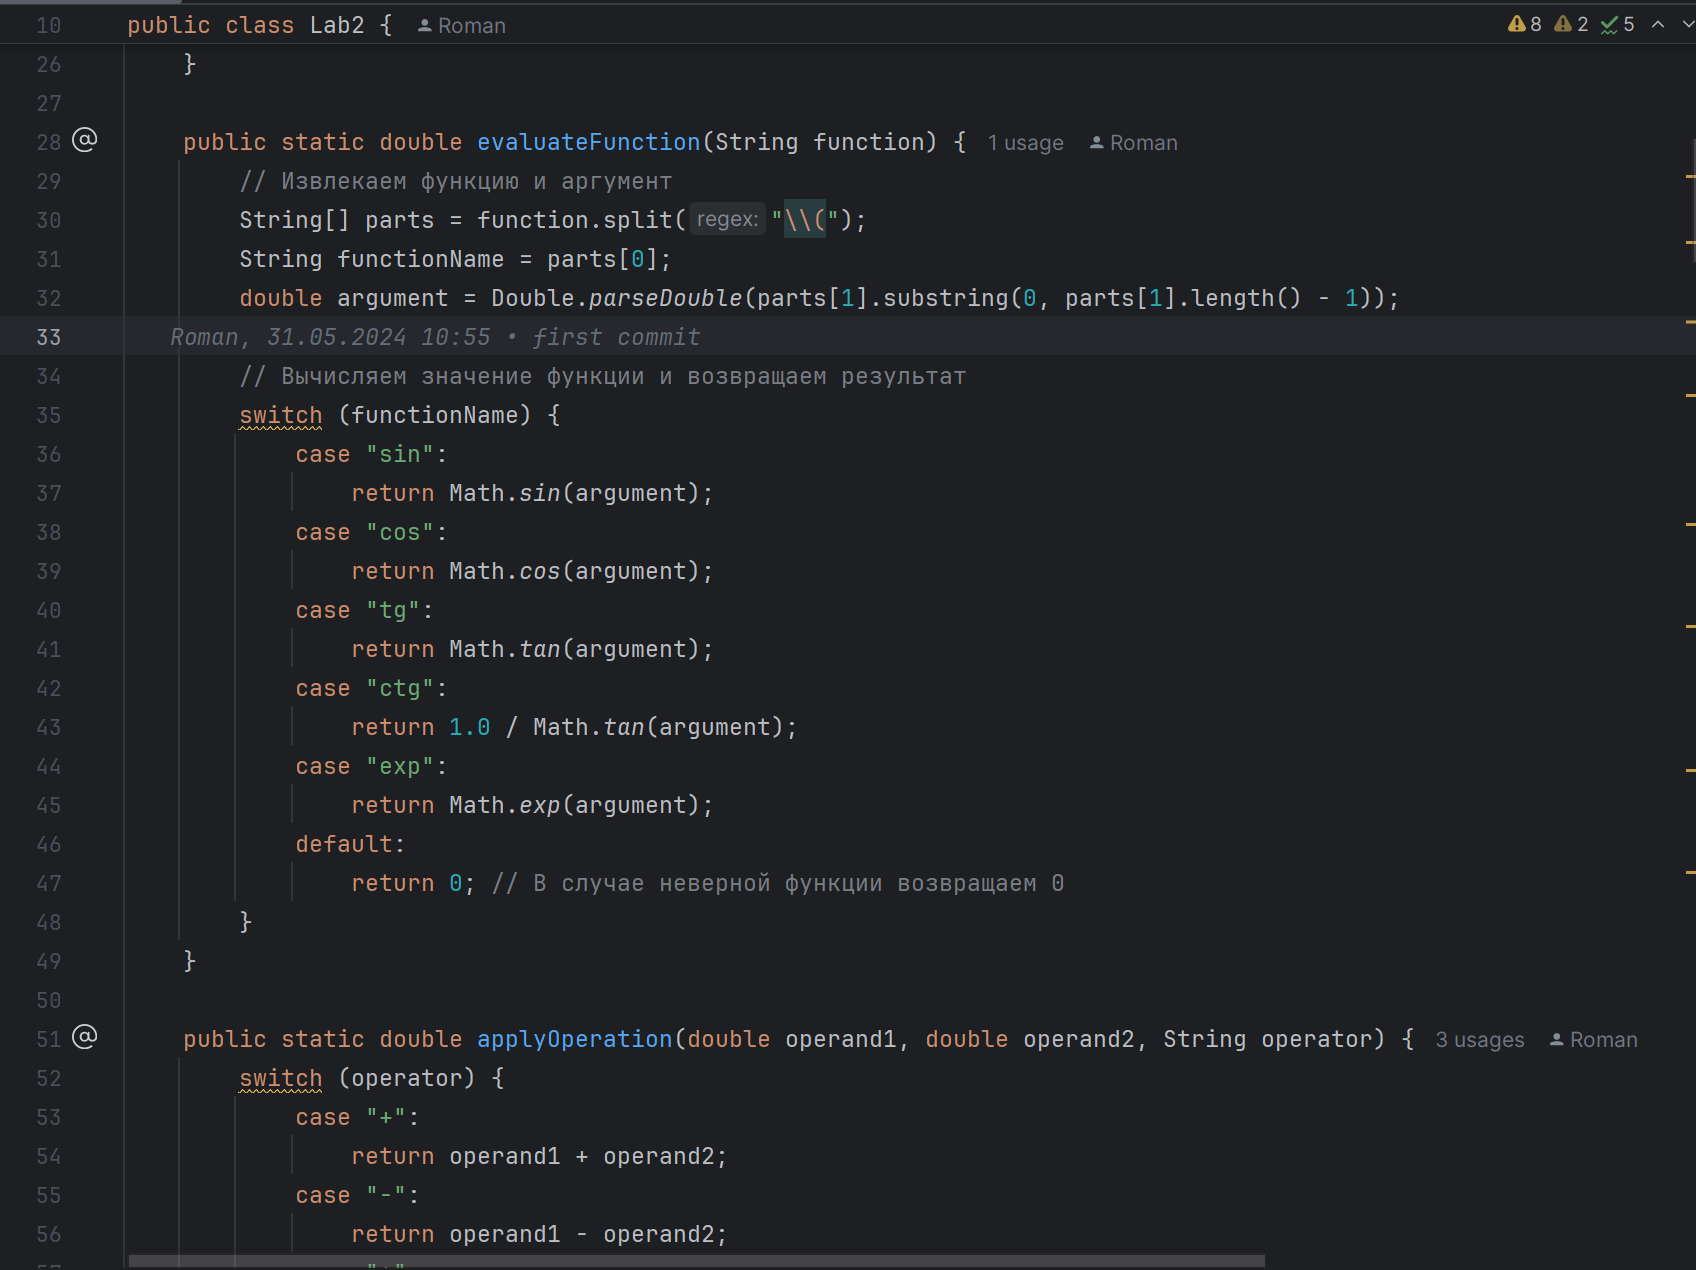 10 public class Lab2 { Roman 8 2 5
26 }
27
28 @ public static double evaluateFunction(String function) { 1 usage Roman
29 // Извлекаем функцию и аргумент
30 String[] parts = function.split( regex: "\\(");
31 String functionName = parts[0];
32 double argument = Double.parseDouble(parts[1].substring(0, parts[1].length() - 1));
33 Roman, 31.05.2024 10:55 • first commit
34 // Вычисляем значение функции и возвращаем результат
35 switch (functionName) {
36 case "sin":
37 return Math.sin(argument);
38 case "cos":
39 return Math.cos(argument);
40 case "tg":
41 return Math.tan(argument);
42 case "ctg":
43 return 1.0 / Math.tan(argument);
44 case "exp":
45 return Math.exp(argument);
46 default:
47 return 0; // В случае неверной функции возвращаем 0
48 }
49 }
50
51 @ public static double applyOperation(double operand1, double operand2, String operator) { 3 usages Roman
52 switch (operator) {
53 case "+":
54 return operand1 + operand2;
55 case "-":
56 return operand1 - operand2;